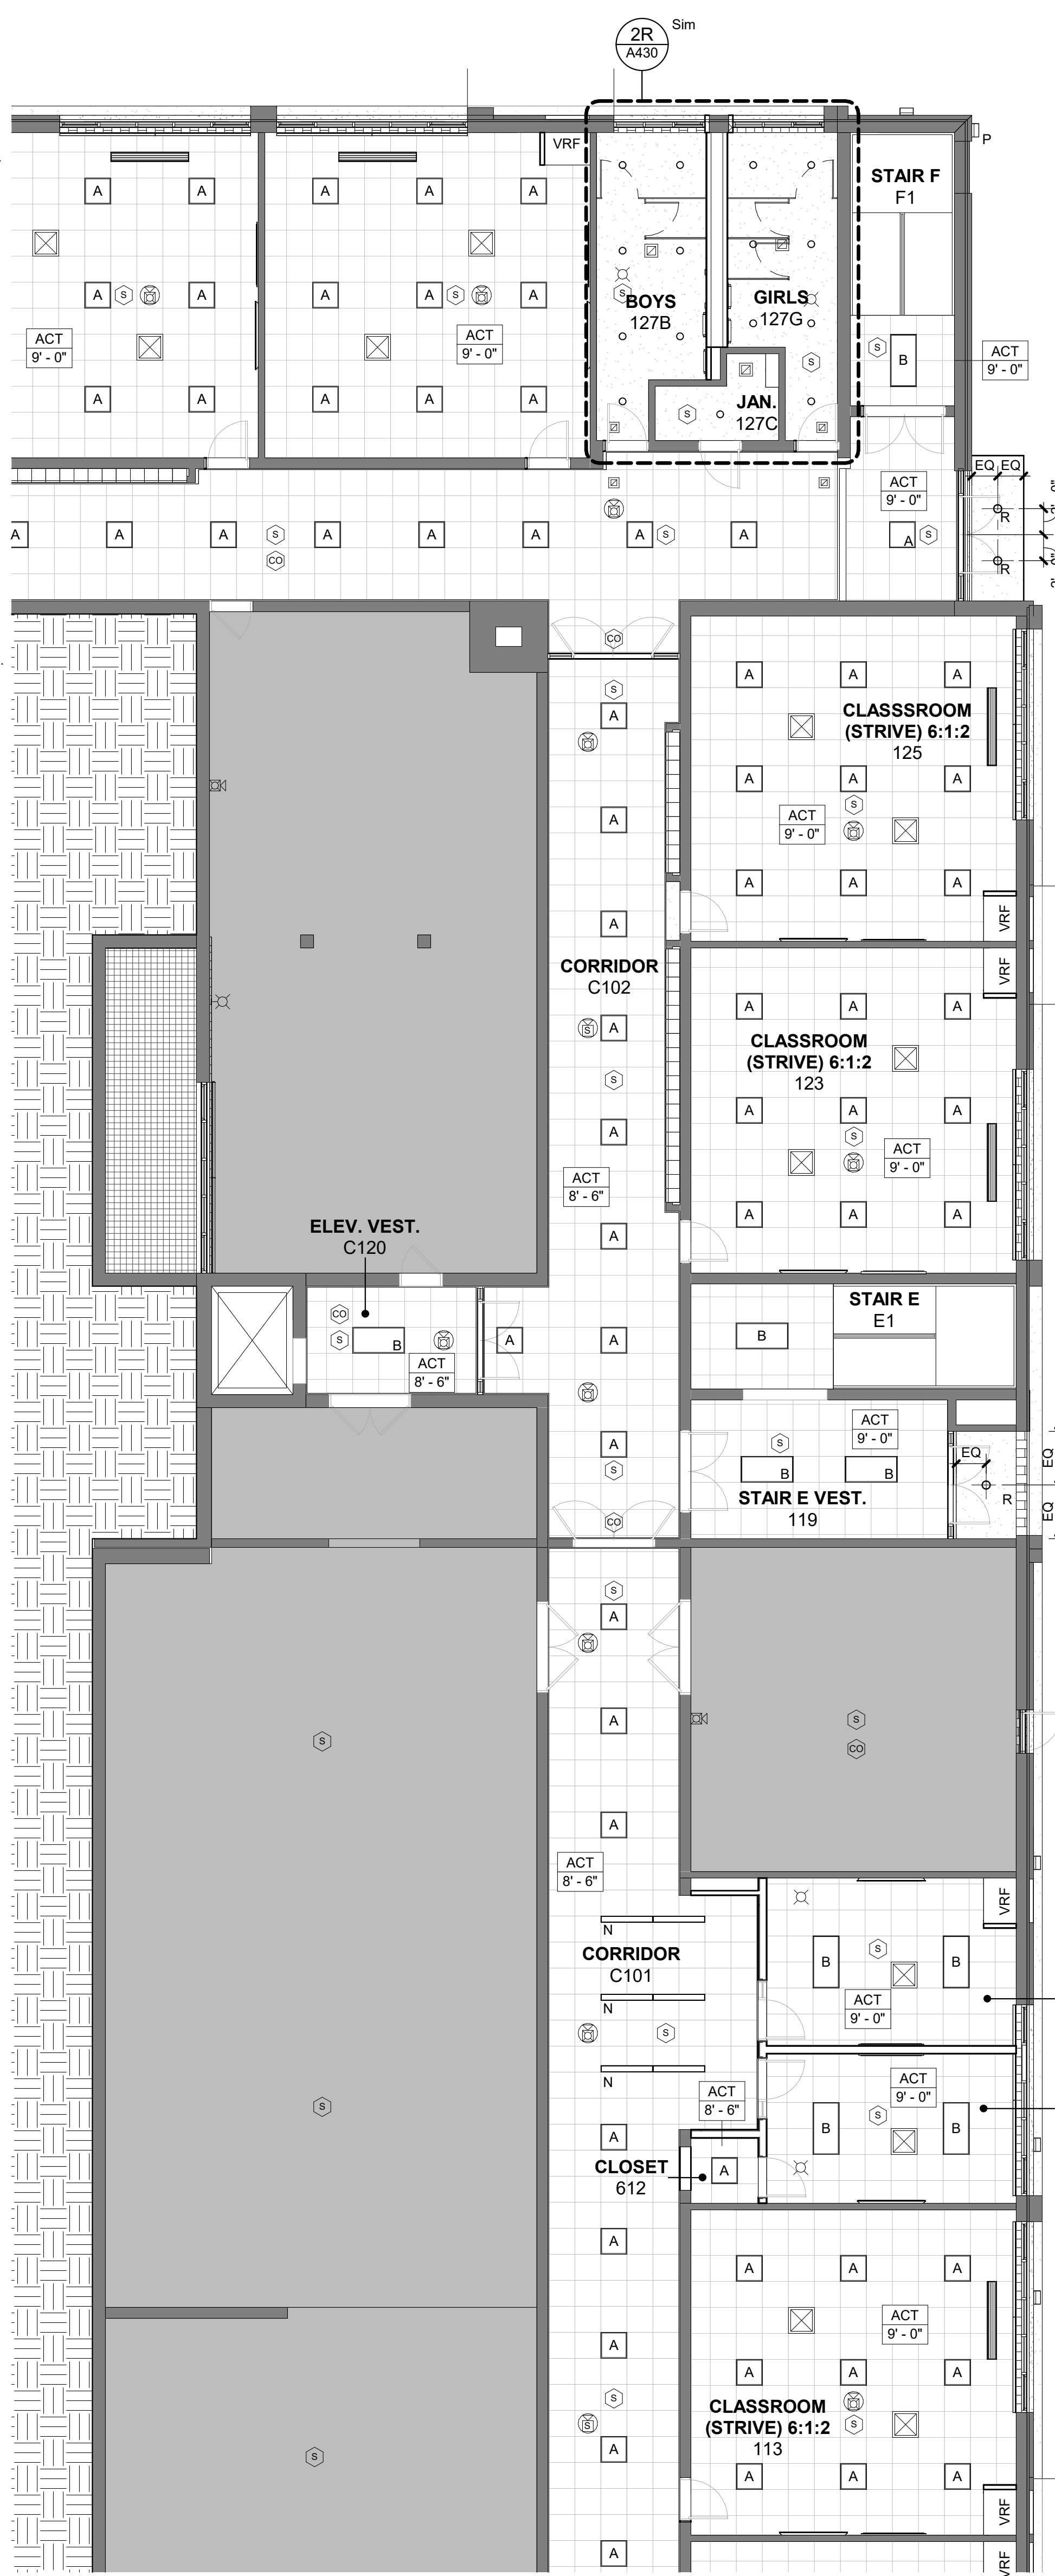 2R
A430
Sim
P
VRF
STAIR F
F1
A
A
A
A
A
A
S
A
A
A
S
A
S
BOYS
127B
GIRLS
127G
ACT
9' - 0"
ACT
9' - 0"
S
B
ACT
9' - 0"
S
A
A
A
A
A
S
JAN.
127C
EQ
EQ
ACT
9' - 0"
R
A
A
A
S
A
A
A
A
S
A
A
S
CO
R
CO
S
A
A
A
A
CLASSSROOM
(STRIVE) 6:1:2
125
A
A
A
S
ACT
9' - 0"
A
A
A
A
A
VRF
CORRIDOR
C102
VRF
A
A
A
S
A
CLASSROOM
(STRIVE) 6:1:2
123
S
A
A
A
A
S
ACT
9' - 0"
ACT
8' - 6"
A
A
A
A
ELEV. VEST.
C120
CO
S
B
ACT
8' - 6"
A
A
STAIR E
E1
B
A
S
ACT
9' - 0"
S
EQ
EQ
B
B
R
STAIR E VEST.
119
EQ
CO
S
A
A
S
S
CO
A
ACT
8' - 6"
N
CORRIDOR
C101
N
S
N
VRF
B
S
B
ACT
9' - 0"
ACT
9' - 0"
B
S
B
ACT
8' - 6"
A
CLOSET
612
A
A
A
A
A
ACT
9' - 0"
A
A
A
A
S
S
S
CLASSROOM
(STRIVE) 6:1:2
113
S
A
S
A
A
A
VRF
A
VRF